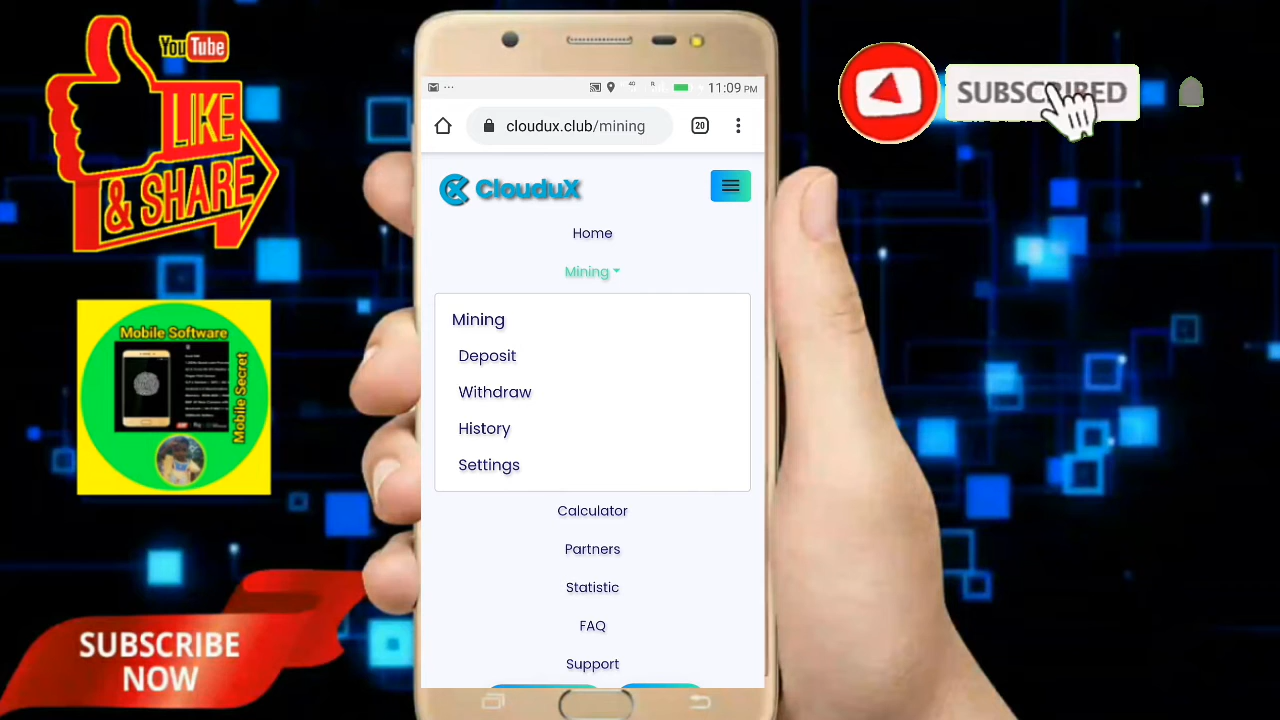 YouTube
LIKE
& SHARE
Mobile Software
Mobile Secret
SUBSCRIBE
NOW
11:09 PM
cloudux.club/mining
20
ClouduX
Home
Mining
Mining
Deposit
Withdraw
History
Settings
Calculator
Partners
Statistic
FAQ
Support
SUBSCRIBED